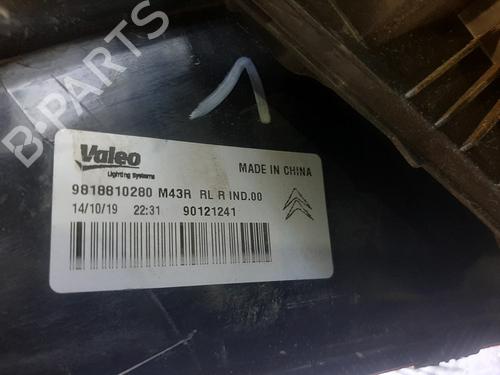 B-PARTS
Valeo
Lighting Systems
MADE IN CHINA
9818810280 M43R RL R IND.00
14/10/19 22:31 90121241